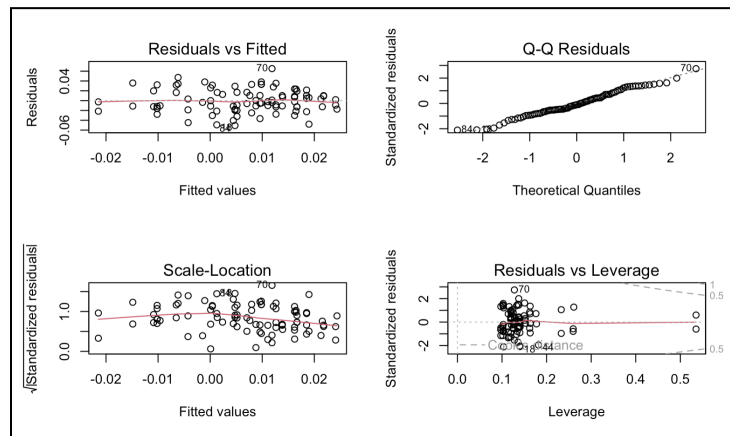 Residuals vs Fitted
Residuals
0.04
-0.06
70
84
-0.02 -0.01 0.00 0.01 0.02
Fitted values
Q-Q Residuals
Standardized residuals
2
0
-2
70
84
-2 -1 0 1 2
Theoretical Quantiles
Scale-Location
√|Standardized residuals|
1.0
0.0
84
70
-0.02 -0.01 0.00 0.01 0.02
Fitted values
Residuals vs Leverage
Standardized residuals
2
0
-2
70
1
0.5
0.5
18
44
Cook's distance
0.0 0.1 0.2 0.3 0.4 0.5
Leverage